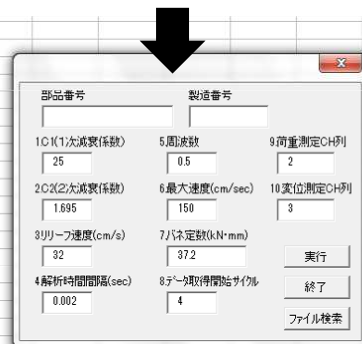 部品番号 製造番号
1.C1(1次減衰係数) 5.周波数 9.荷重測定CH列
25 0.5 2
2.C2(2次減衰係数) 6.最大速度(cm/sec) 10.変位測定CH列
1.695 150 3
3.リリーフ速度(cm/s) 7.バネ定数(kN・mm)
32 37.2 実行
4.解析時間間隔(sec) 8.データ取得開始サイクル 終了
0.002 4
ファイル検索